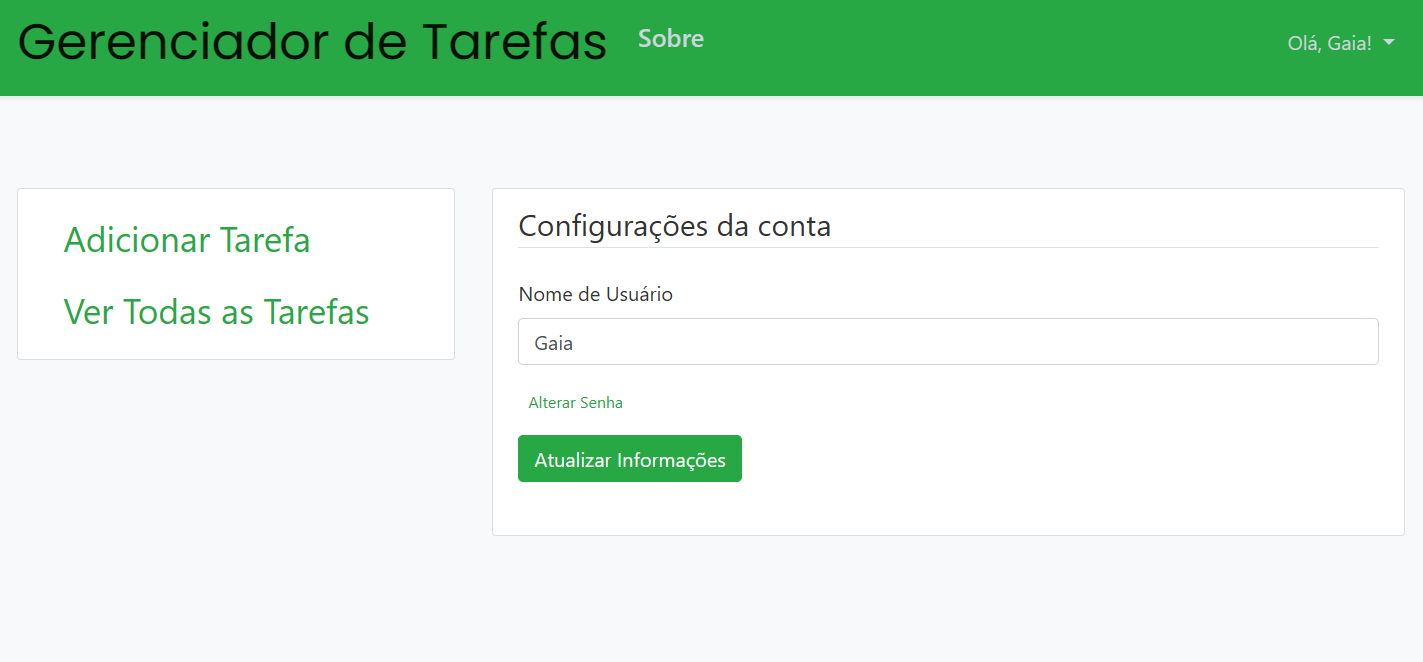 Gerenciador de Tarefas
Sobre
Olá, Gaia!
Adicionar Tarefa
Ver Todas as Tarefas
Configurações da conta
Nome de Usuário
Gaia
Alterar Senha
Atualizar Informações